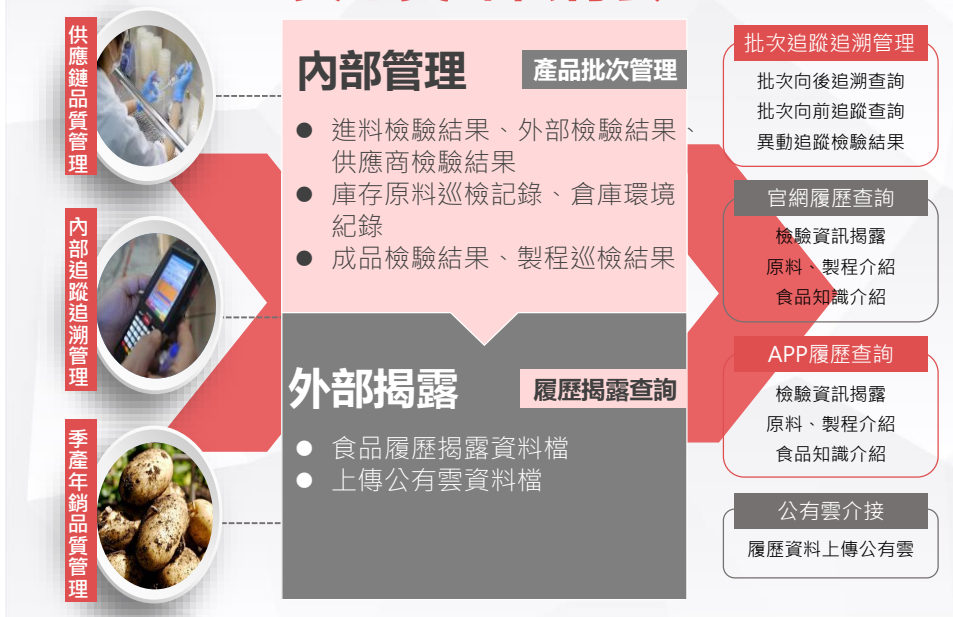 供應鏈品質管理
內部追蹤追溯管理
季產年銷品質管理
內部管理
產品批次管理
● 進料檢驗結果、外部檢驗結果、
供應商檢驗結果
● 庫存原料巡檢記錄、倉庫環境
紀錄
● 成品檢驗結果、製程巡檢結果
外部揭露
履歷揭露查詢
● 食品履歷揭露資料檔
● 上傳公有雲資料檔
批次追蹤追溯管理
批次向後追溯查詢
批次向前追蹤查詢
異動追蹤檢驗結果
官網履歷查詢
檢驗資訊揭露
原料、製程介紹
食品知識介紹
APP履歷查詢
檢驗資訊揭露
原料、製程介紹
食品知識介紹
公有雲介接
履歷資料上傳公有雲